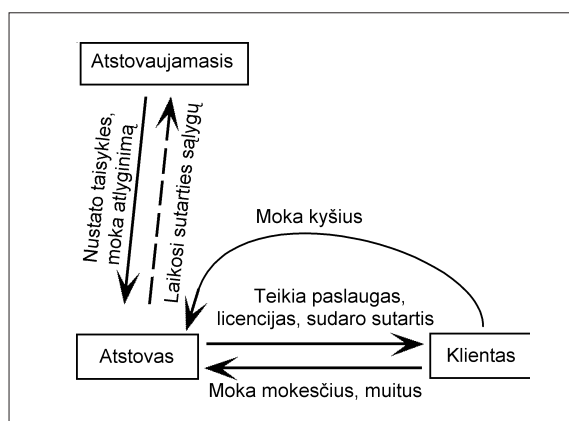 Atstovaujamasis
Nustato taisykles,
moka atlyginimą
Laikosi sutarties sąlygų
Moka kyšius
Teikia paslaugas,
licencijas, sudaro sutartis
Atstovas
Klientas
Moka mokesčius, muitus